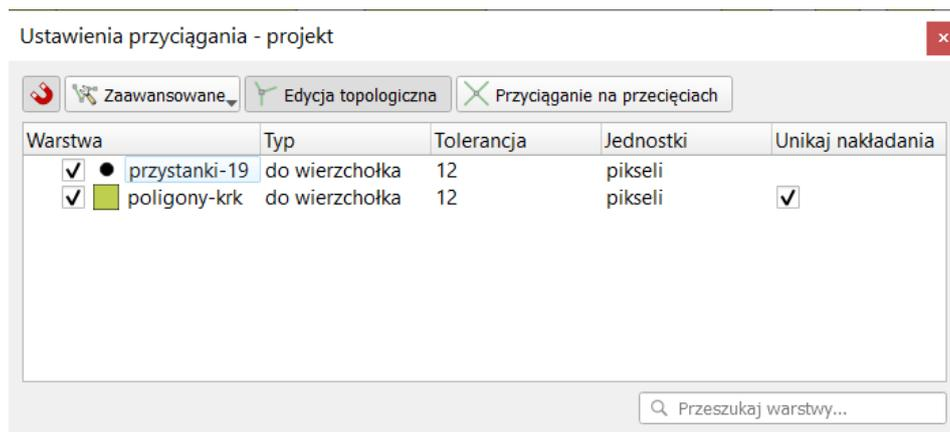 Ustawienia przyciągania - projekt
Zaawansowane Edycja topologiczna Przyciąganie na przecięciach
Warstwa Typ Tolerancja Jednostki Unikaj nakładania
przystanki-19 do wierzchołka 12 pikseli
poligony-krk do wierzchołka 12 pikseli
Przeszukaj warstwy...